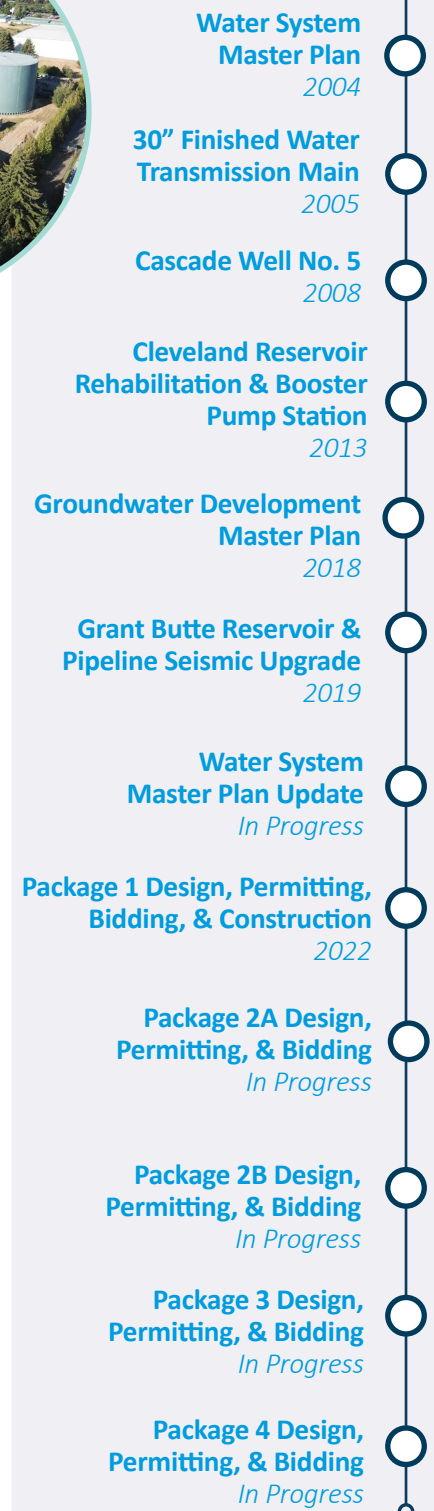 Water System
Master Plan
2004
30” Finished Water
Transmission Main
2005
Cascade Well No. 5
2008
Cleveland Reservoir
Rehabilitation & Booster
Pump Station
2013
Groundwater Development
Master Plan
2018
Grant Butte Reservoir &
Pipeline Seismic Upgrade
2019
Water System
Master Plan Update
In Progress
Package 1 Design, Permitting,
Bidding, & Construction
2022
Package 2A Design,
Permitting, & Bidding
In Progress
Package 2B Design,
Permitting, & Bidding
In Progress
Package 3 Design,
Permitting, & Bidding
In Progress
Package 4 Design,
Permitting, & Bidding
In Progress